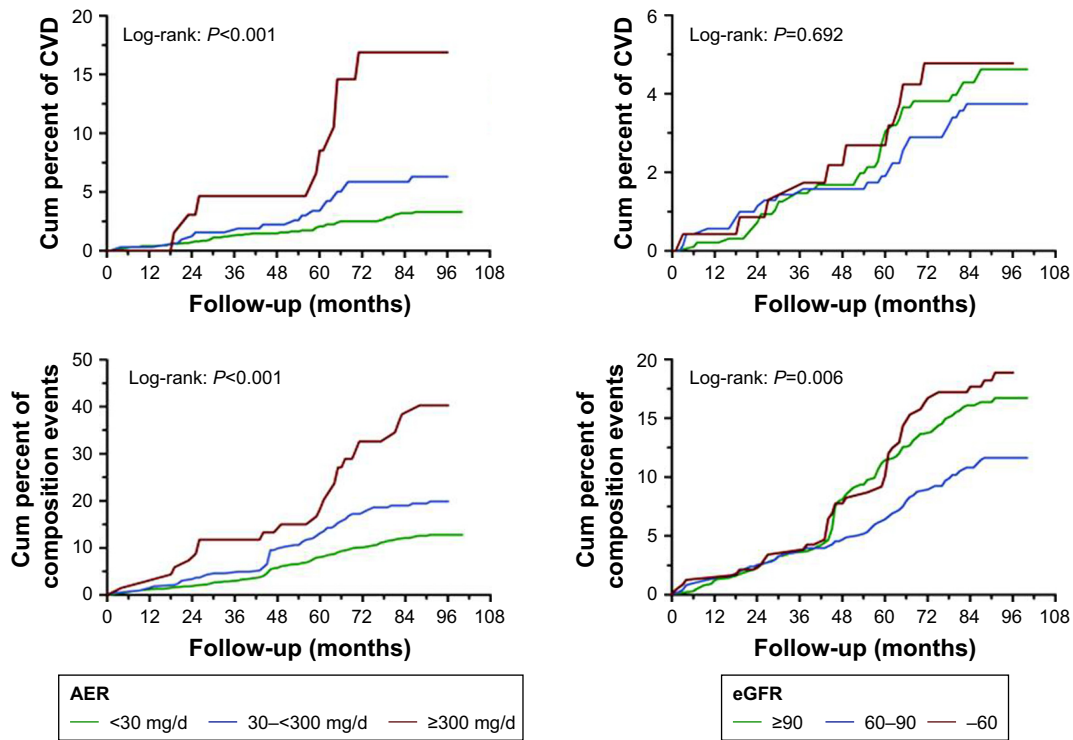 Cum percent of CVD
20
15
10
5
0
Log-rank: P<0.001
0 12 24 36 48 60 72 84 96 108
Follow-up (months)
Cum percent of CVD
6
4
2
0
Log-rank: P=0.692
0 12 24 36 48 60 72 84 96 108
Follow-up (months)
Cum percent of
composition events
50
40
30
20
10
0
Log-rank: P<0.001
0 12 24 36 48 60 72 84 96 108
Follow-up (months)
Cum percent of
composition events
20
15
10
5
0
Log-rank: P=0.006
0 12 24 36 48 60 72 84 96 108
Follow-up (months)
AER
<30 mg/d 30–<300 mg/d ≥300 mg/d
eGFR
≥90 60–90 –60